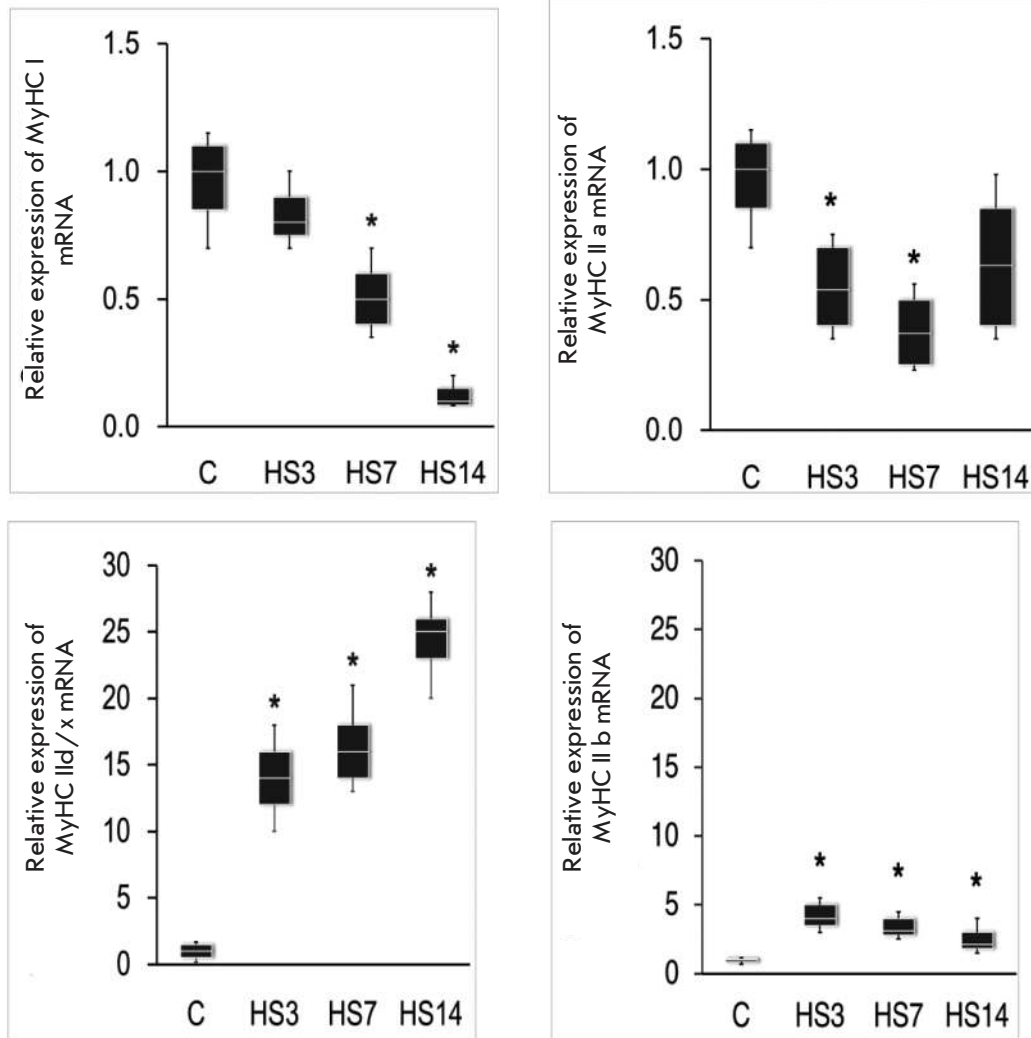 Relative expression of MyHC I
mRNA
1.5
1.0
0.5
0.0
*
*
C HS3 HS7 HS14
Relative expression of
MyHC II a mRNA
1.5
1.0
0.5
0.0
*
*
C HS3 HS7 HS14
Relative expression of
MyHC IId/x mRNA
30
25
20
15
10
5
0
*
*
*
C HS3 HS7 HS14
Relative expression of
MyHC II b mRNA
30
25
20
15
10
5
0
*
*
*
C HS3 HS7 HS14